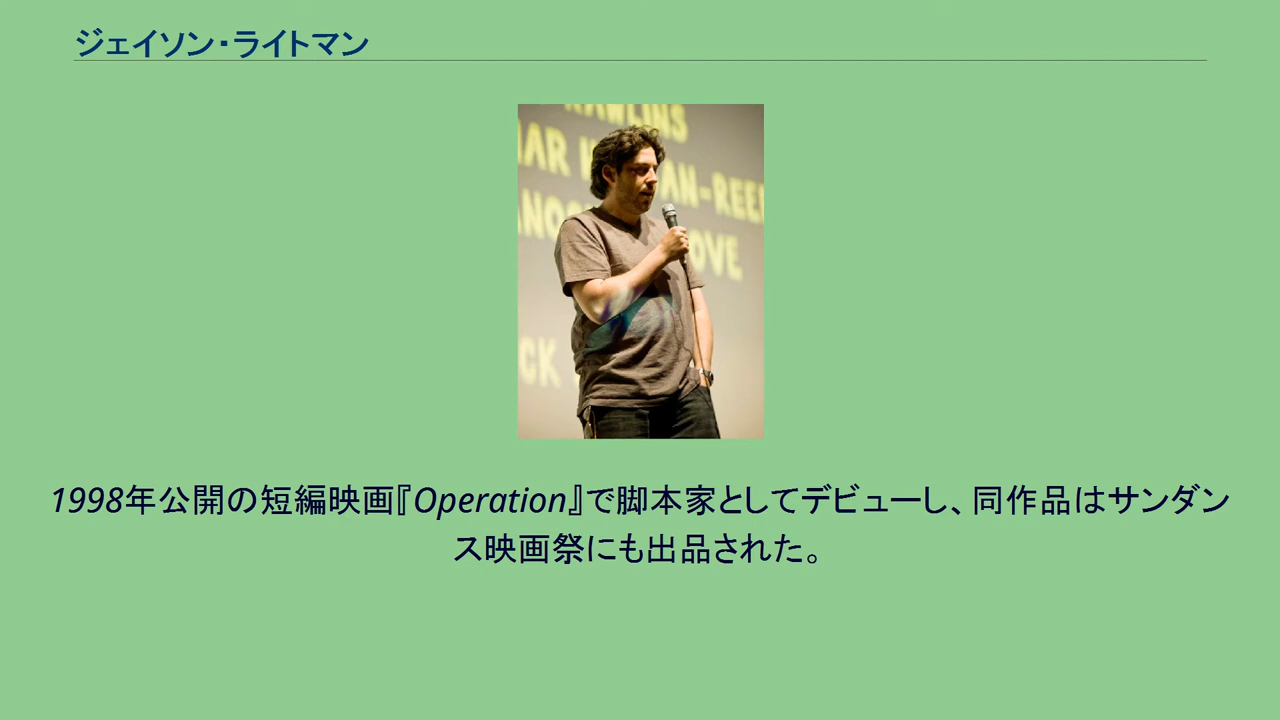 ジェイソン・ライトマン
RAWLINS
OVE
1998年公開の短編映画『Operation』で脚本家としてデビューし、同作品はサンダン
ス映画祭にも出品された。